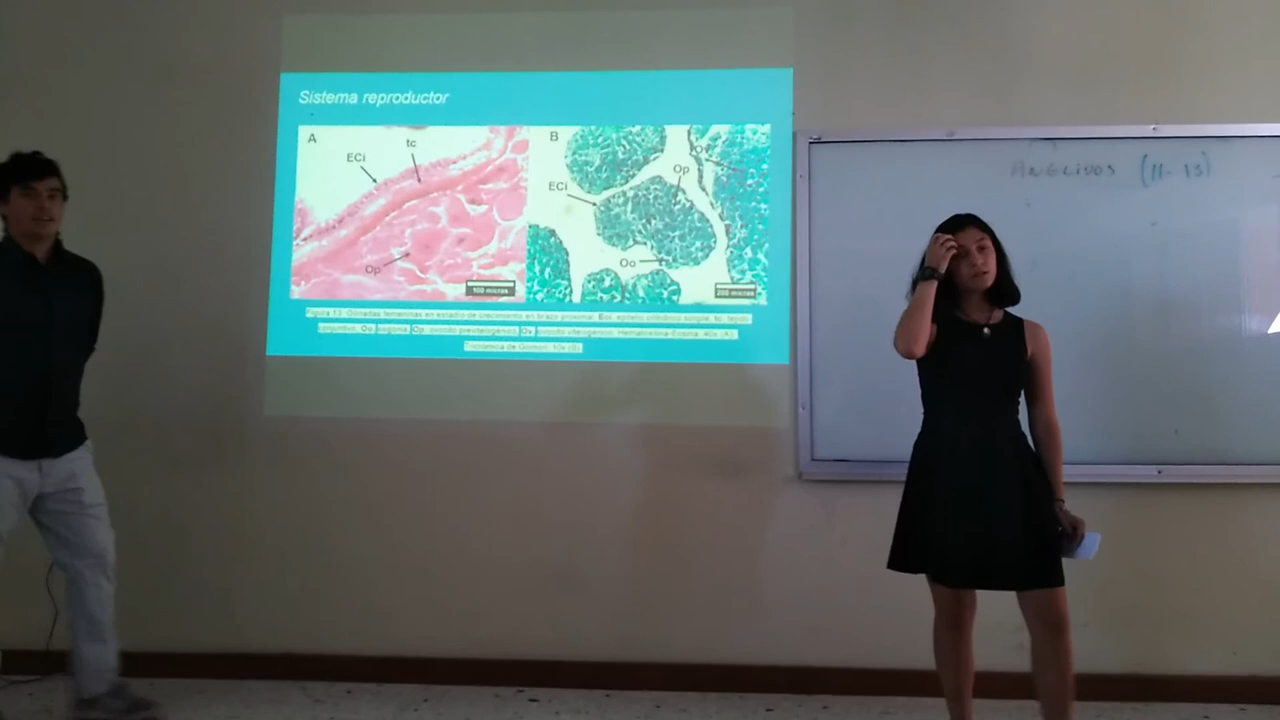 Sistema reproductor
A
tc
ECi
Op
100 micras
B
Ov
Op
ECi
Oo
200 micras
Figura 13. Gónadas femeninas en estadio de crecimiento en brazo proximal. Eci, epitelio cilíndrico simple, tc, tejido
conjuntivo, Oo, oogonia, Op, ovocito previtelogénico, Ov, ovocito vitelogénico. Hematoxilina-Eosina, 40x (A).
Tricrómica de Gomori, 10x (B).
(11-13)